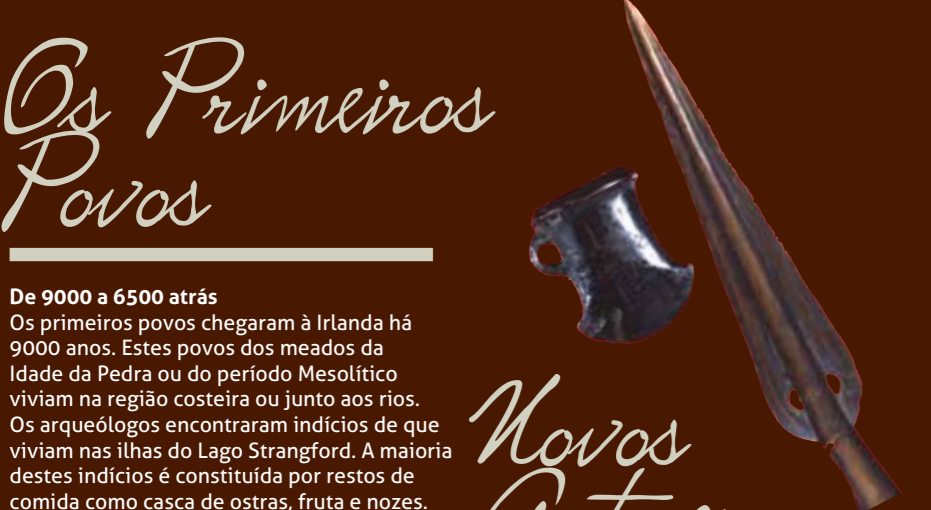 Os Primeiros
Povos
De 9000 a 6500 atrás
Os primeiros povos chegaram à Irlanda há
9000 anos. Estes povos dos meados da
Idade da Pedra ou do período Mesolítico
viviam na região costeira ou junto aos rios.
Os arqueólogos encontraram indícios de que
viviam nas ilhas do Lago Strangford. A maioria
destes indícios é constituída por restos de
comida como casca de ostras, fruta e nozes.
Novos